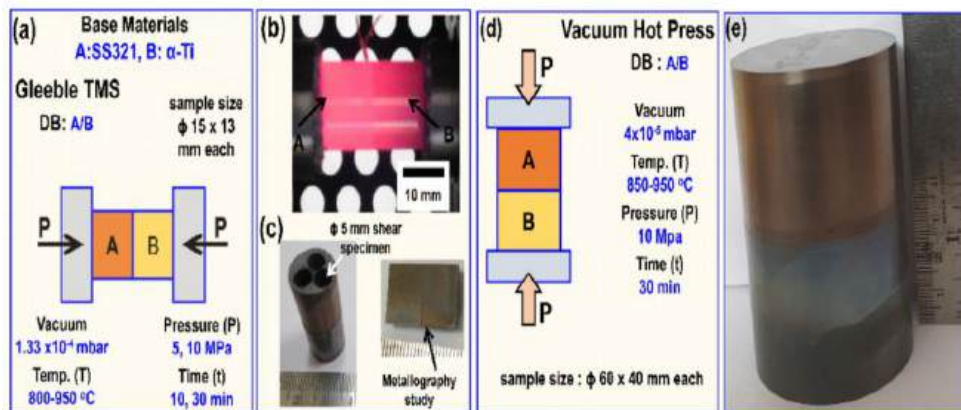 (a)
Base Materials
A:SS321, B: α-Ti
Gleeble TMS
DB: A/B
sample size
ϕ 15 x 13
mm each
P
A
B
P
Vacuum
1.33 x10⁻⁴ mbar
Temp. (T)
800-950 °C
Pressure (P)
5, 10 MPa
Time (t)
10, 30 min
(b)
A
B
10 mm
(c)
ϕ 5 mm shear
specimen
Metallography
study
(d)
Vacuum Hot Press
P
DB : A/B
A
B
P
Vacuum
4x10⁻⁵ mbar
Temp. (T)
850-950 °C
Pressure (P)
10 Mpa
Time (t)
30 min
sample size : ϕ 60 x 40 mm each
(e)